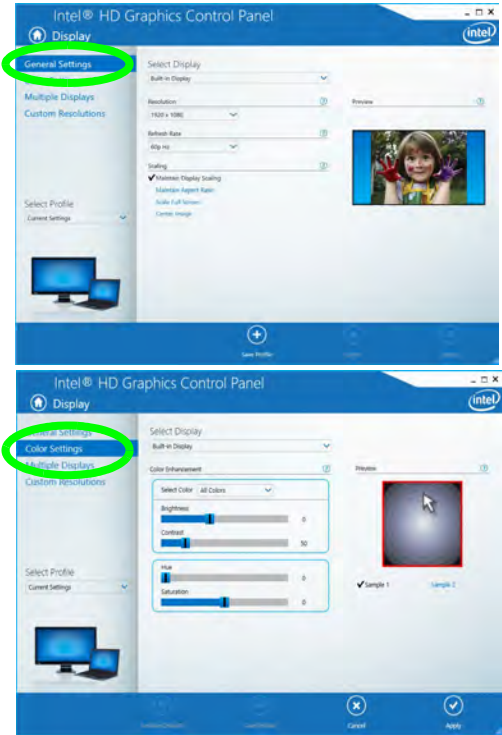 Intel® HD Graphics Control Panel
Display
intel
General Settings
Select Display
Built-in Display
Multiple Displays
Custom Resolutions
Resolution
Preview
1920 x 1080
Refresh Rate
60p Hz
Scaling
Maintain Display Scaling
Maintain Aspect Ratio
Scale Full Screen
Center Image
Select Profile
Current Settings
Save Profile
Intel® HD Graphics Control Panel
Display
intel
General Settings
Color Settings
Multiple Displays
Custom Resolutions
Select Display
Built-in Display
Color Enhancement
Preview
Select Color All Colors
Brightness
0
Contrast
50
Hue
0
Saturation
0
Sample 1
Sample 2
Select Profile
Current Settings
Cancel
Apply